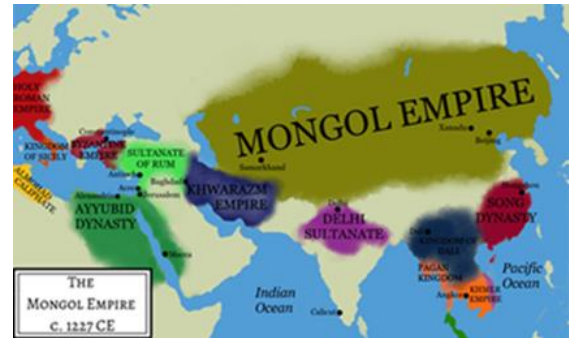 HOLY
ROMAN
EMPIRE
MONGOL EMPIRE
Constantinople
BYZANTINE
EMPIRE
KINGDOM
OF SICILY
SULTANATE
OF RUM
Xanadu
Beijing
Samarkhand
ALMOHAD
CALIPHATE
Antioch
Baghdad
KHWARAZM
EMPIRE
Acre
Jerusalem
Alexandria
AYYUBID
DYNASTY
Mecca
Delhi
DELHI
SULTANATE
SONG
DYNASTY
Dali
KINGDOM OF
DALI
PAGAN
KINGDOM
Angkor
KHMER
EMPIRE
Pacific
Ocean
Indian
Ocean
Calicut
THE
MONGOL EMPIRE
C. 1227 CE